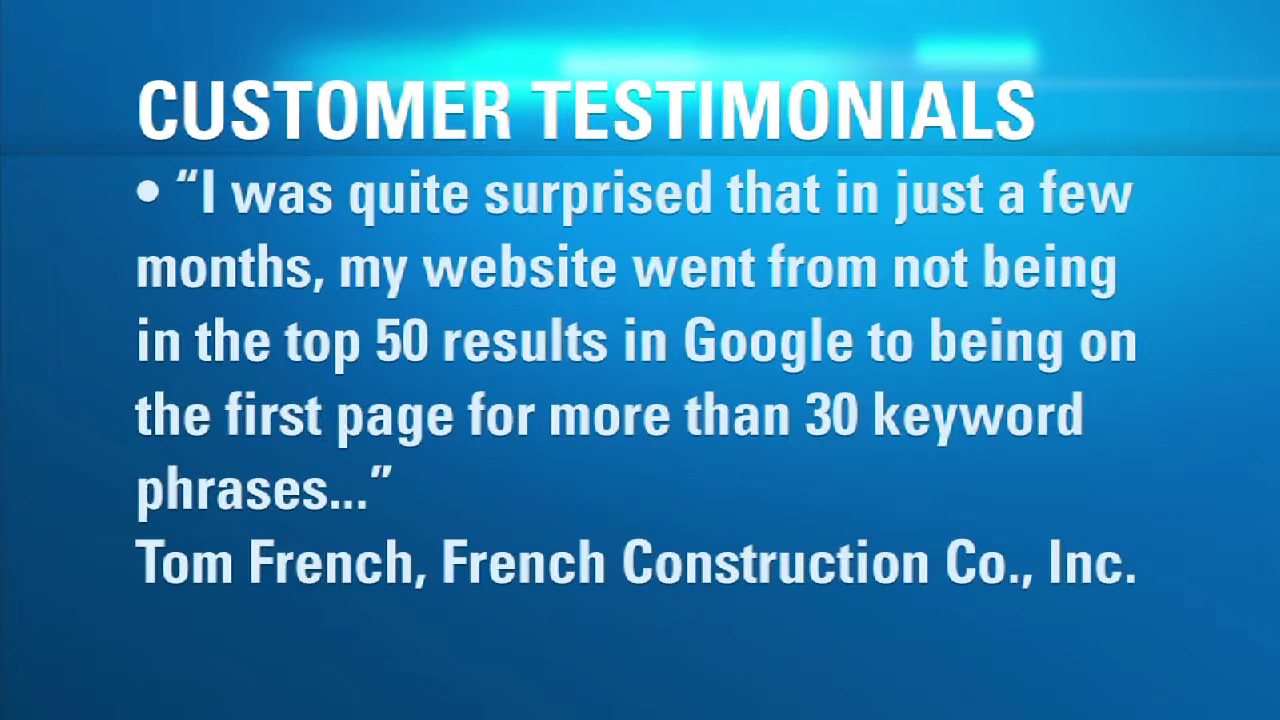 CUSTOMER TESTIMONIALS
• “I was quite surprised that in just a few
months, my website went from not being
in the top 50 results in Google to being on
the first page for more than 30 keyword
phrases...”
Tom French, French Construction Co., Inc.